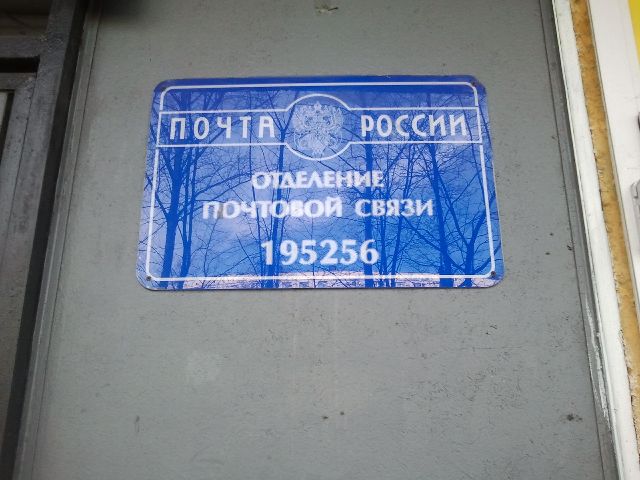 ПОЧТА РОССИИ
ОТДЕЛЕНИЕ
ПОЧТОВОЙ СВЯЗИ
195256